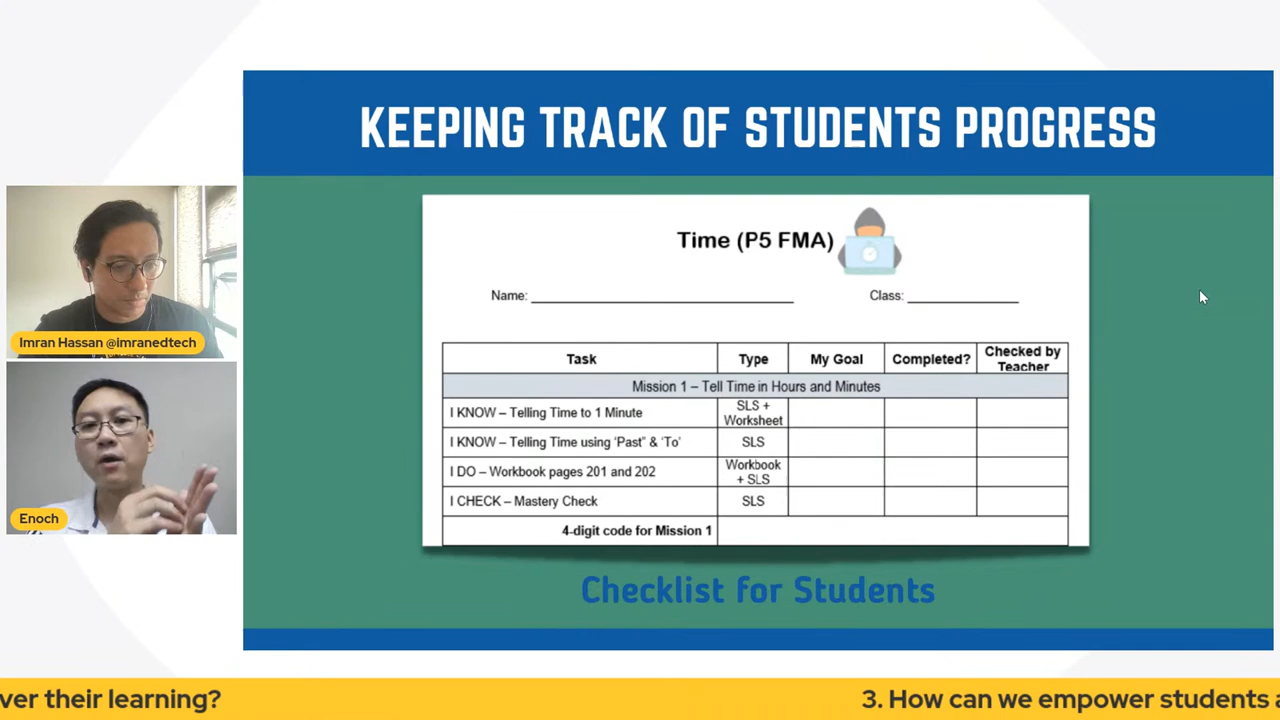 KEEPING TRACK OF STUDENTS PROGRESS
Time (P5 FMA)
Name: Class:
Task Type My Goal Completed? Checked by Teacher
Mission 1 – Tell Time in Hours and Minutes
I KNOW – Telling Time to 1 Minute SLS + Worksheet
I KNOW – Telling Time using 'Past" & 'To' SLS
I DO – Workbook pages 201 and 202 Workbook + SLS
I CHECK – Mastery Check SLS
4-digit code for Mission 1
Checklist for Students
Imran Hassan @imranedtech
Enoch
ver their learning? 3. How can we empower students a